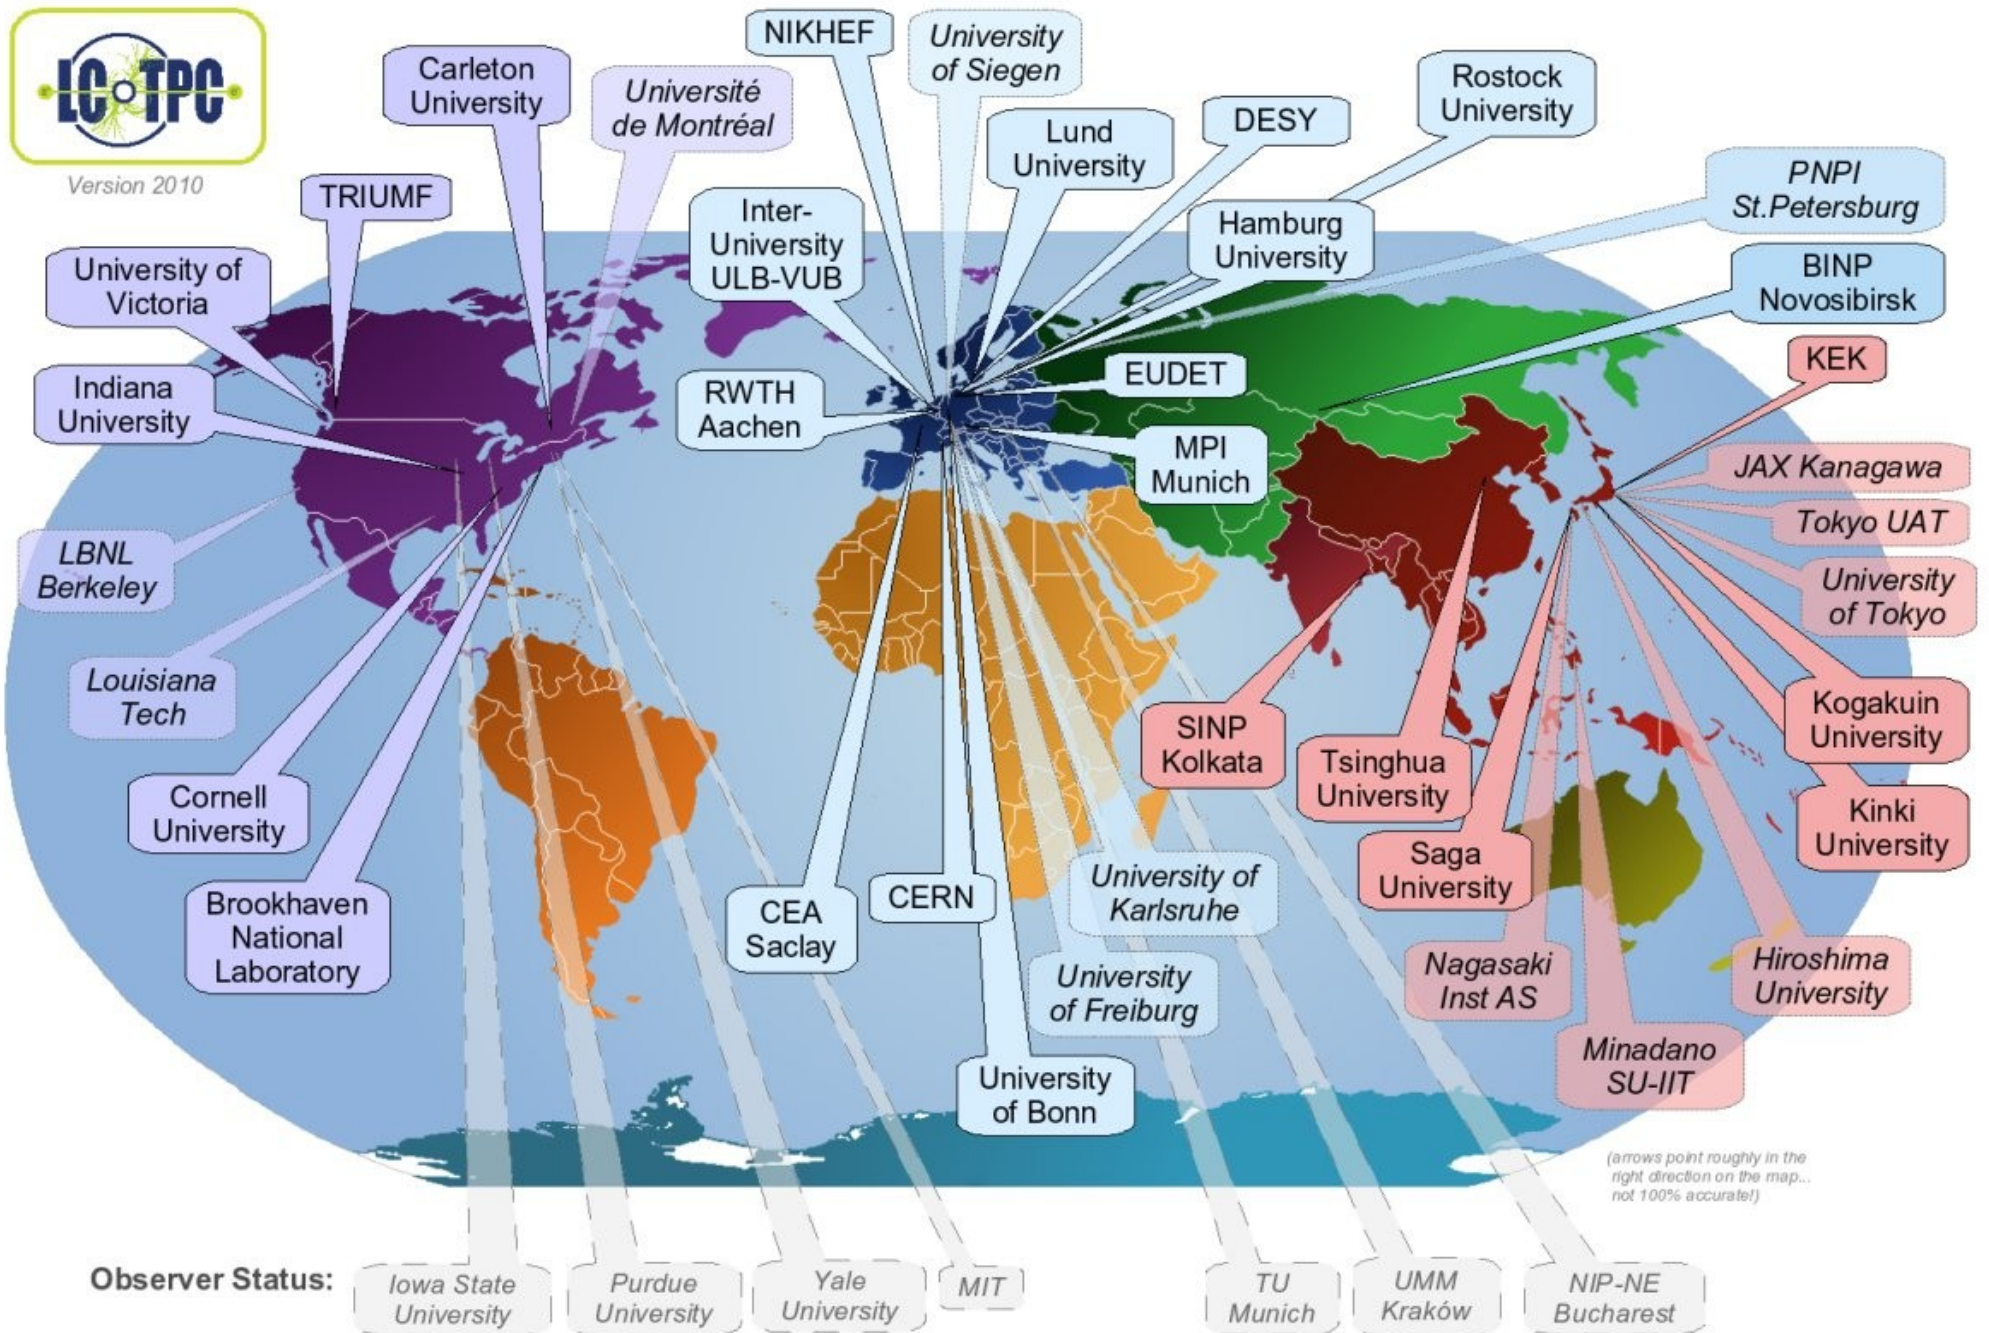 LC TPC
Version 2010
Carleton
University
Université
de Montréal
NIKHEF
University
of Siegen
Lund
University
DESY
Rostock
University
TRIUMF
Inter-
University
ULB-VUB
Hamburg
University
PNPI
St.Petersburg
University of
Victoria
BINP
Novosibirsk
Indiana
University
RWTH
Aachen
EUDET
KEK
MPI
Munich
JAX Kanagawa
Tokyo UAT
LBNL
Berkeley
University
of Tokyo
Louisiana
Tech
SINP
Kolkata
Tsinghua
University
Kogakuin
University
Cornell
University
Saga
University
Kinki
University
Brookhaven
National
Laboratory
CEA
Saclay
CERN
University of
Karlsruhe
University
of Freiburg
Nagasaki
Inst AS
Hiroshima
University
University
of Bonn
Minadano
SU-IIT
(arrows point roughly in the
right direction on the map...
not 100% accurate!)
Observer Status:
Iowa State
University
Purdue
University
Yale
University
MIT
TU
Munich
UMM
Kraków
NIP-NE
Bucharest